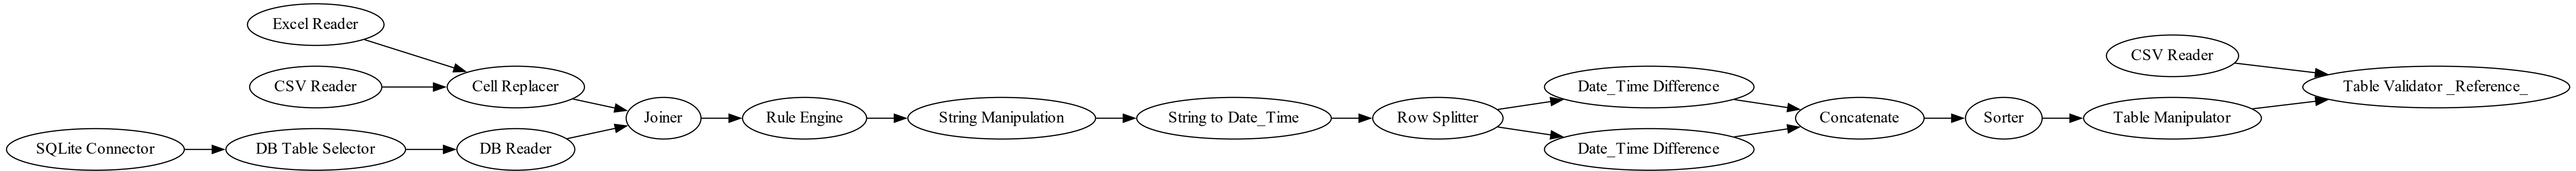 Excel Reader
CSV Reader
Cell Replacer
SQLite Connector
DB Table Selector
DB Reader
Joiner
Rule Engine
String Manipulation
String to Date_Time
Row Splitter
Date_Time Difference
Date_Time Difference
Concatenate
Sorter
CSV Reader
Table Manipulator
Table Validator _Reference_